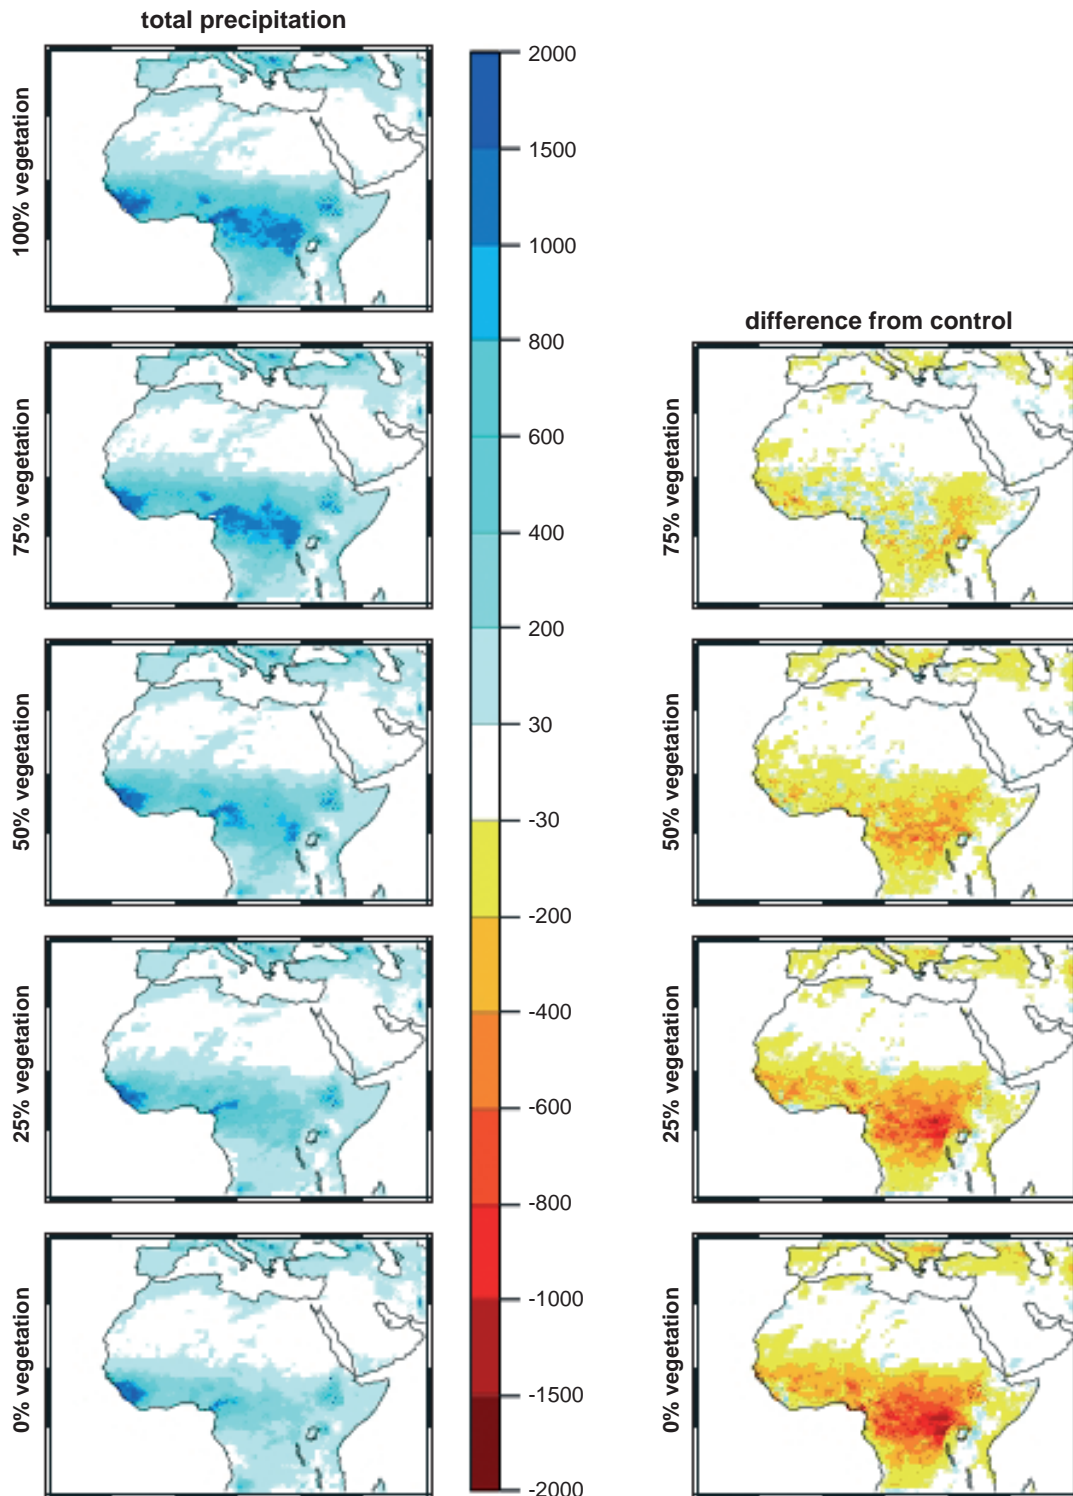 total precipitation
100% vegetation
75% vegetation
50% vegetation
25% vegetation
0% vegetation
2000
1500
1000
800
600
400
200
30
-30
-200
-400
-600
-800
-1000
-1500
-2000
difference from control
75% vegetation
50% vegetation
25% vegetation
0% vegetation